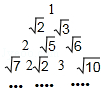 1
√2 √3
2 √5 √6
√7 2√2 3 √10
.... .... ....